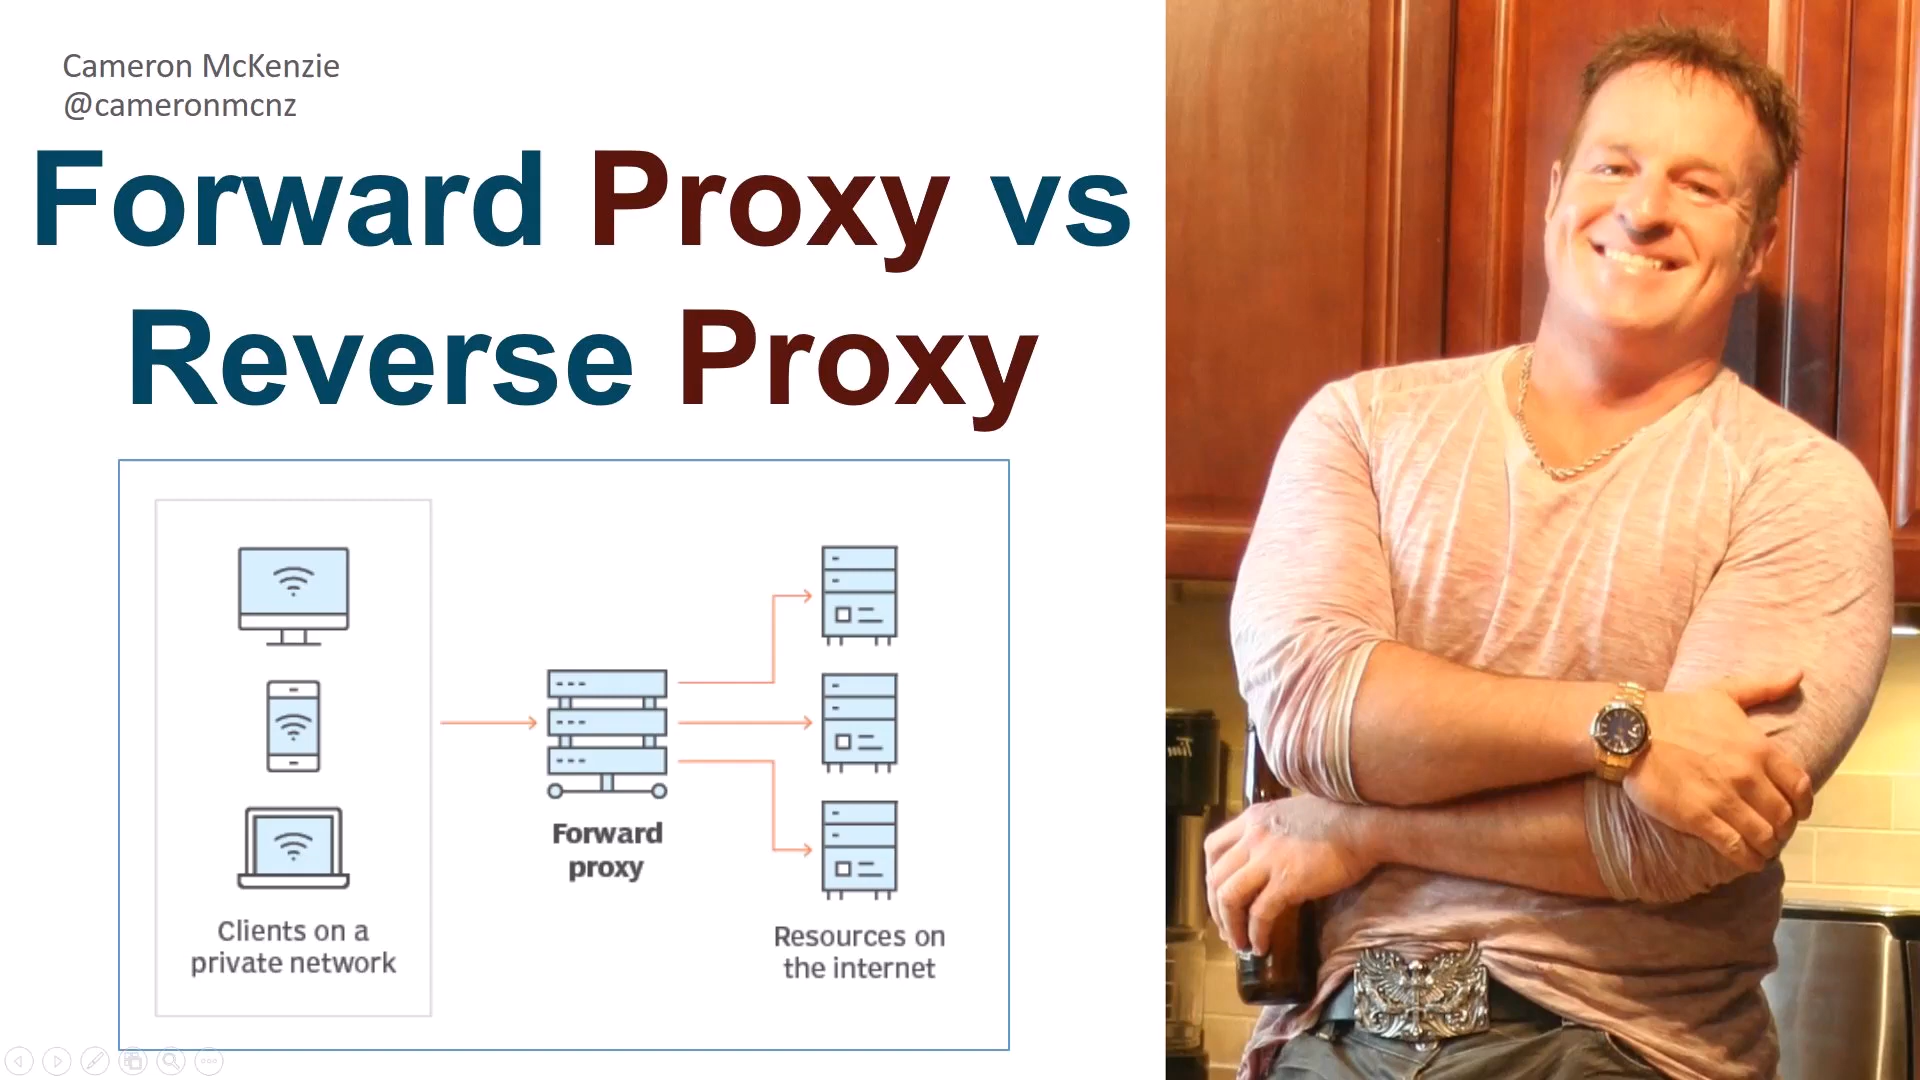 Cameron McKenzie
@cameronmcnz
Forward Proxy vs
Reverse Proxy
Forward
proxy
Clients on a
private network
Resources on
the internet